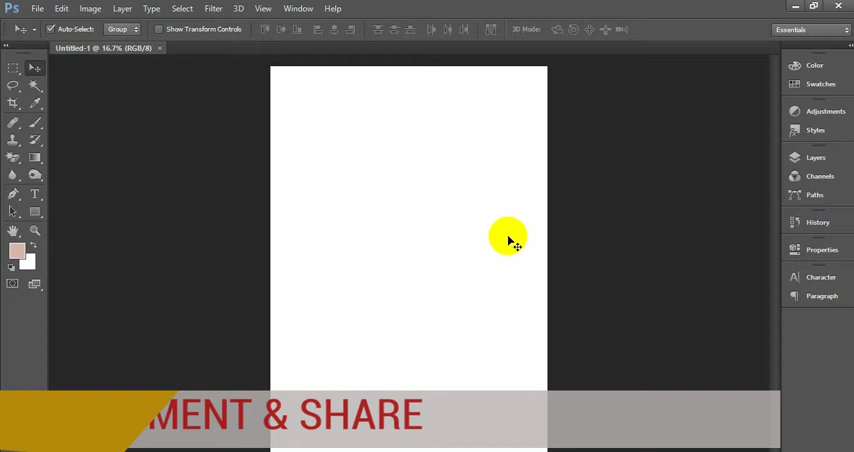 Ps File Edit Image Layer Type Select Filter 3D View Window Help
Auto-Select: Group Show Transform Controls 3D Mode: Essentials
Untitled-1 @ 16.7% (RGB/8) ×
Color
Swatches
Adjustments
Styles
Layers
Channels
Paths
History
Properties
Character
Paragraph
MENT & SHARE